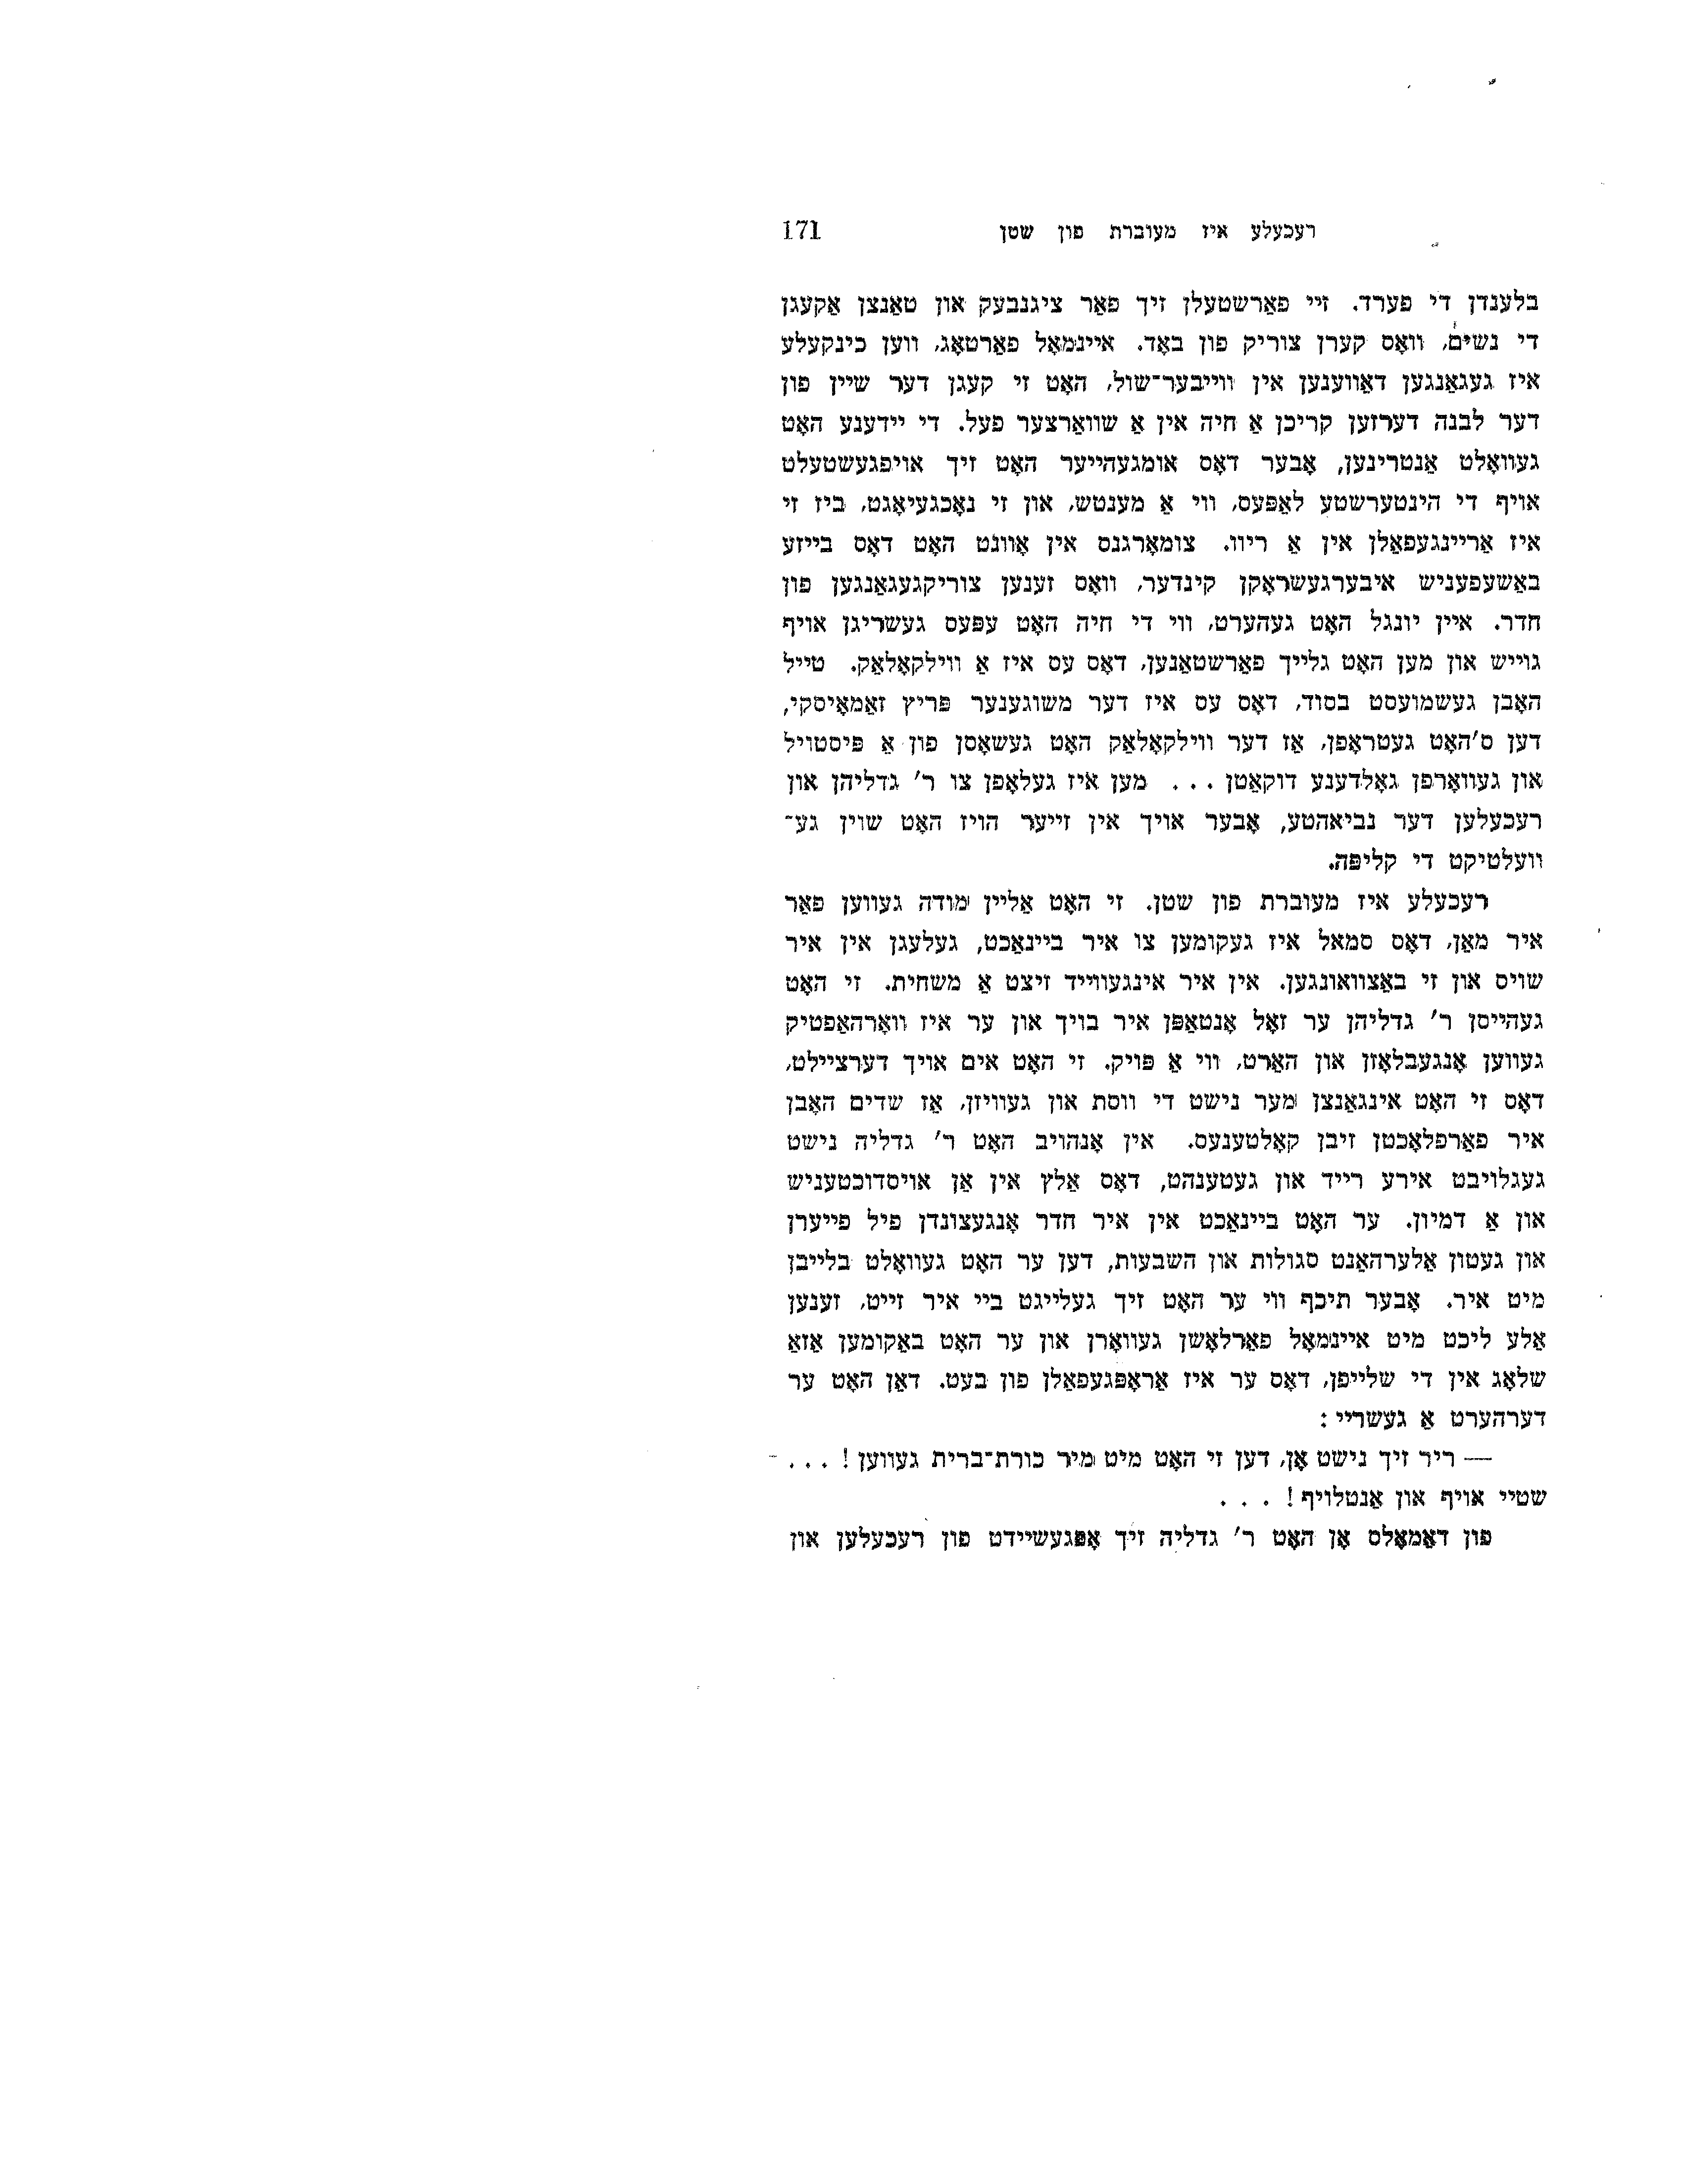 רעכעלע איז מעוברת פון שטן 171
בלענדן די פערד. זיי פאַרשטעלן זיך פאַר ציגנבעק און טאַנצן אַקעגן
די נשים, וואָס קערן צוריק פון באָד. איינמאָל פאַרטאָג, ווען כינקעלע
איז געגאַנגען דאַווענען אין ווייבער־שול, האָט זי קעגן דער שיין פון
דער לבנה דערזען קריכן אַ חיה אין אַ שוואַרצער פעל. די יידענע האָט
געוואָלט אַנטרינען, אָבער דאָס אומגעהייער האָט זיך אויפגעשטעלט
אויף די הינטערשטע לאַפּעס, ווי אַ מענטש, און זי נאָכגעיאָגט, ביז זי
איז אַריינגעפאַלן אין אַ ריוו. צומאָרגנס אין אָוונט האָט דאָס בייזע
באַשעפעניש איבערגעשראָקן קינדער, וואָס זענען צוריקגעגאַנגען פון
חדר. איין יונגל האָט געהערט, ווי די חיה האָט עפּעס געשריגן אויף
גוייש און מען האָט גלייך פאַרשטאַנען, דאָס עס איז אַ ווילקאָלאַק. טייל
האָבן געשמועסט בסוד, דאָס עס איז דער משוגענער פּריץ זאַמאָיסקי,
דען ס'האָט געטראָפן, אַז דער ווילקאָלאַק האָט געשאָסן פון אַ פּיסטויל
און געוואָרפן גאָלדענע דוקאַטן ... מען איז געלאָפן צו ר' גדליהן און
רעכעלען דער נביאהטע, אָבער אויך אין זייער הויז האָט שוין גע־
וועלטיקט די קליפּה.
רעכעלע איז מעוברת פון שטן. זי האָט אַליין מודה געווען פאַר
איר מאַן, דאָס סמאל איז געקומען צו איר ביינאַכט, געלעגן אין איר
שויס און זי באַצוואונגען. אין איר אינגעווייד זיצט אַ משחית. זי האָט
געהייסן ר' גדליהן ער זאָל אָנטאַפּן איר בויך און ער איז וואָרהאַפטיק
געווען אָנגעבלאָזן און האַרט, ווי אַ פּויק. זי האָט אים אויך דערציילט,
דאָס זי האָט אינגאַנצן מער נישט די ווסת און געוויזן, אַז שדים האָבן
איר פאַרפלאָכטן זיבן קאָלטענעס. אין אָנהויב האָט ר' גדליה נישט
געגלויבט אירע רייד און געטענהט, דאָס אַלץ אין אַן אויסדוכטעניש
און אַ דמיון. ער האָט ביינאַכט אין איר חדר אָנגעצונדן פיל פייערן
און געטון אַלערהאַנט סגולות און השבעות, דען ער האָט געוואָלט בלייבן
מיט איר. אָבער תיכף ווי ער האָט זיך געלייגט ביי איר זייט, זענען
אַלע ליכט מיט איינמאָל פאַרלאָשן געוואָרן און ער האָט באַקומען אַזאַ
שלאָג אין די שלייפן, דאָס ער איז אַראָפּגעפאַלן פון בעט. דאַן האָט ער
דערהערט אַ געשריי :
— ריר זיך נישט אָן, דען זי האָט מיט מיר כורת־ברית געווען ! ...
שטיי אויף און אַנטלויף ! ...
פון דאַמאָלס אָן האָט ר' גדליה זיך אָפּגעשיידט פון רעכעלען און